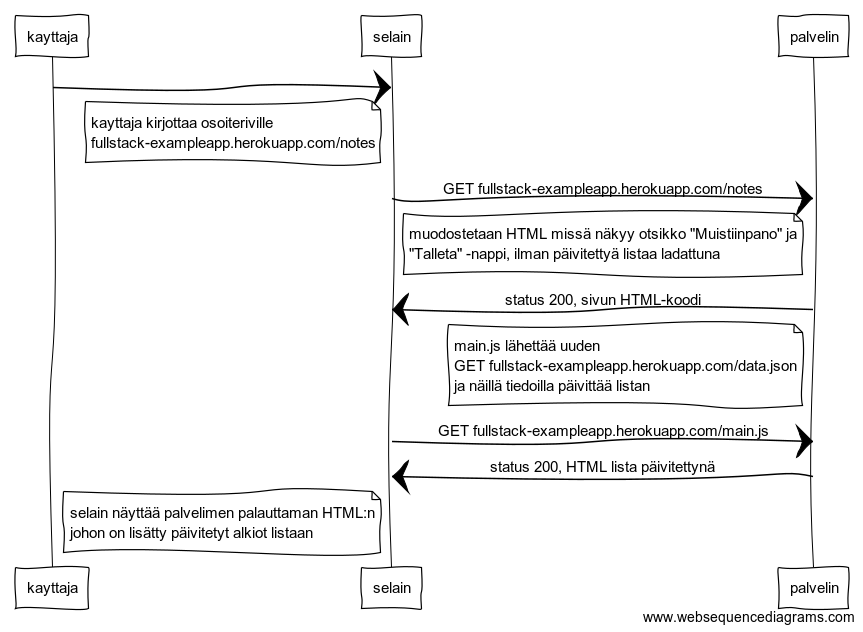 kayttaja
selain
palvelin
kayttaja kirjottaa osoiteriville
fullstack-exampleapp.herokuapp.com/notes
GET fullstack-exampleapp.herokuapp.com/notes
muodostetaan HTML missä näkyy otsikko "Muistiinpano" ja
"Talleta" -nappi, ilman päivitettyä listaa ladattuna
status 200, sivun HTML-koodi
main.js lähettää uuden
GET fullstack-exampleapp.herokuapp.com/data.json
ja näillä tiedoilla päivittää listan
GET fullstack-exampleapp.herokuapp.com/main.js
status 200, HTML lista päivitettynä
selain näyttää palvelimen palauttaman HTML:n
johon on lisätty päivitetyt alkiot listaan
kayttaja
selain
palvelin
www.websequencediagrams.com